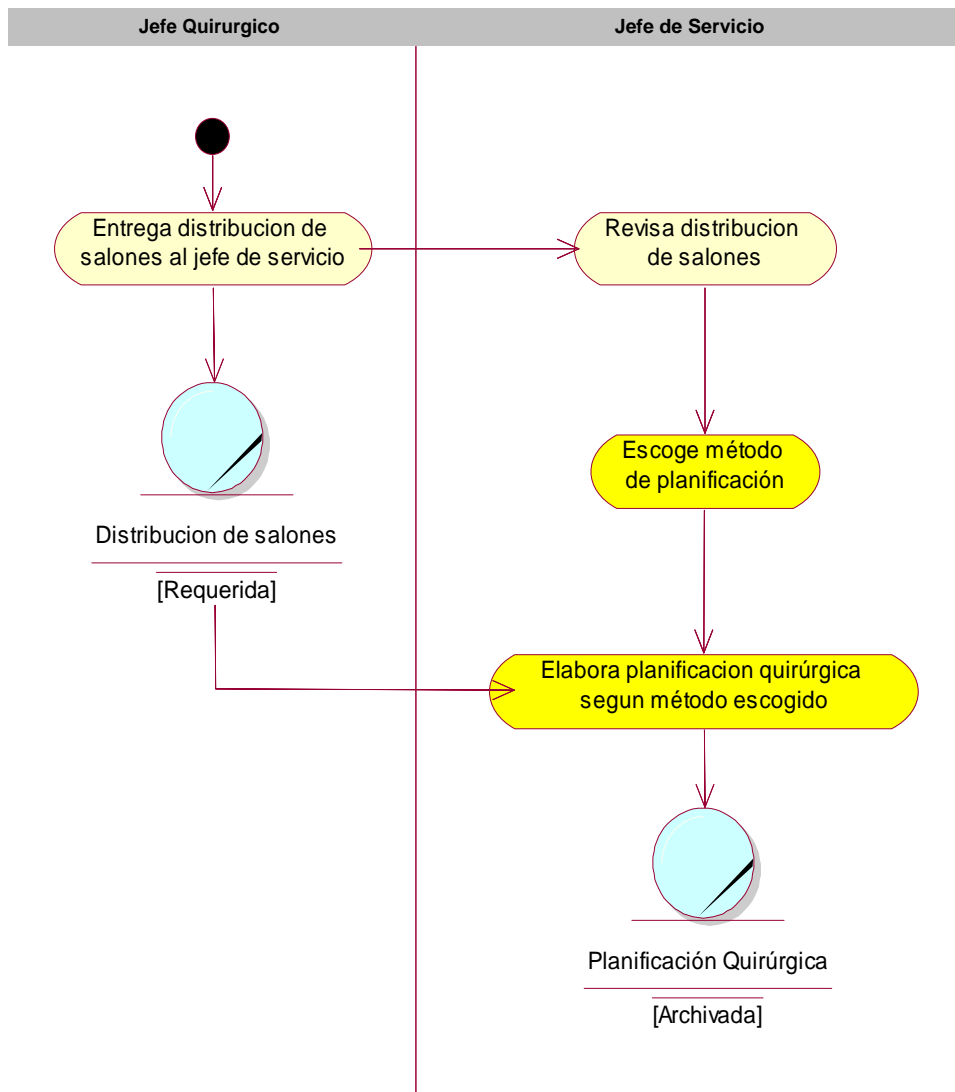 Jefe Quirurgico
Jefe de Servicio
Entrega distribucion de
salones al jefe de servicio
Revisa distribucion
de salones
Escoge método
de planificación
Distribucion de salones
[Requerida]
Elabora planificacion quirúrgica
segun método escogido
Planificación Quirúrgica
[Archivada]